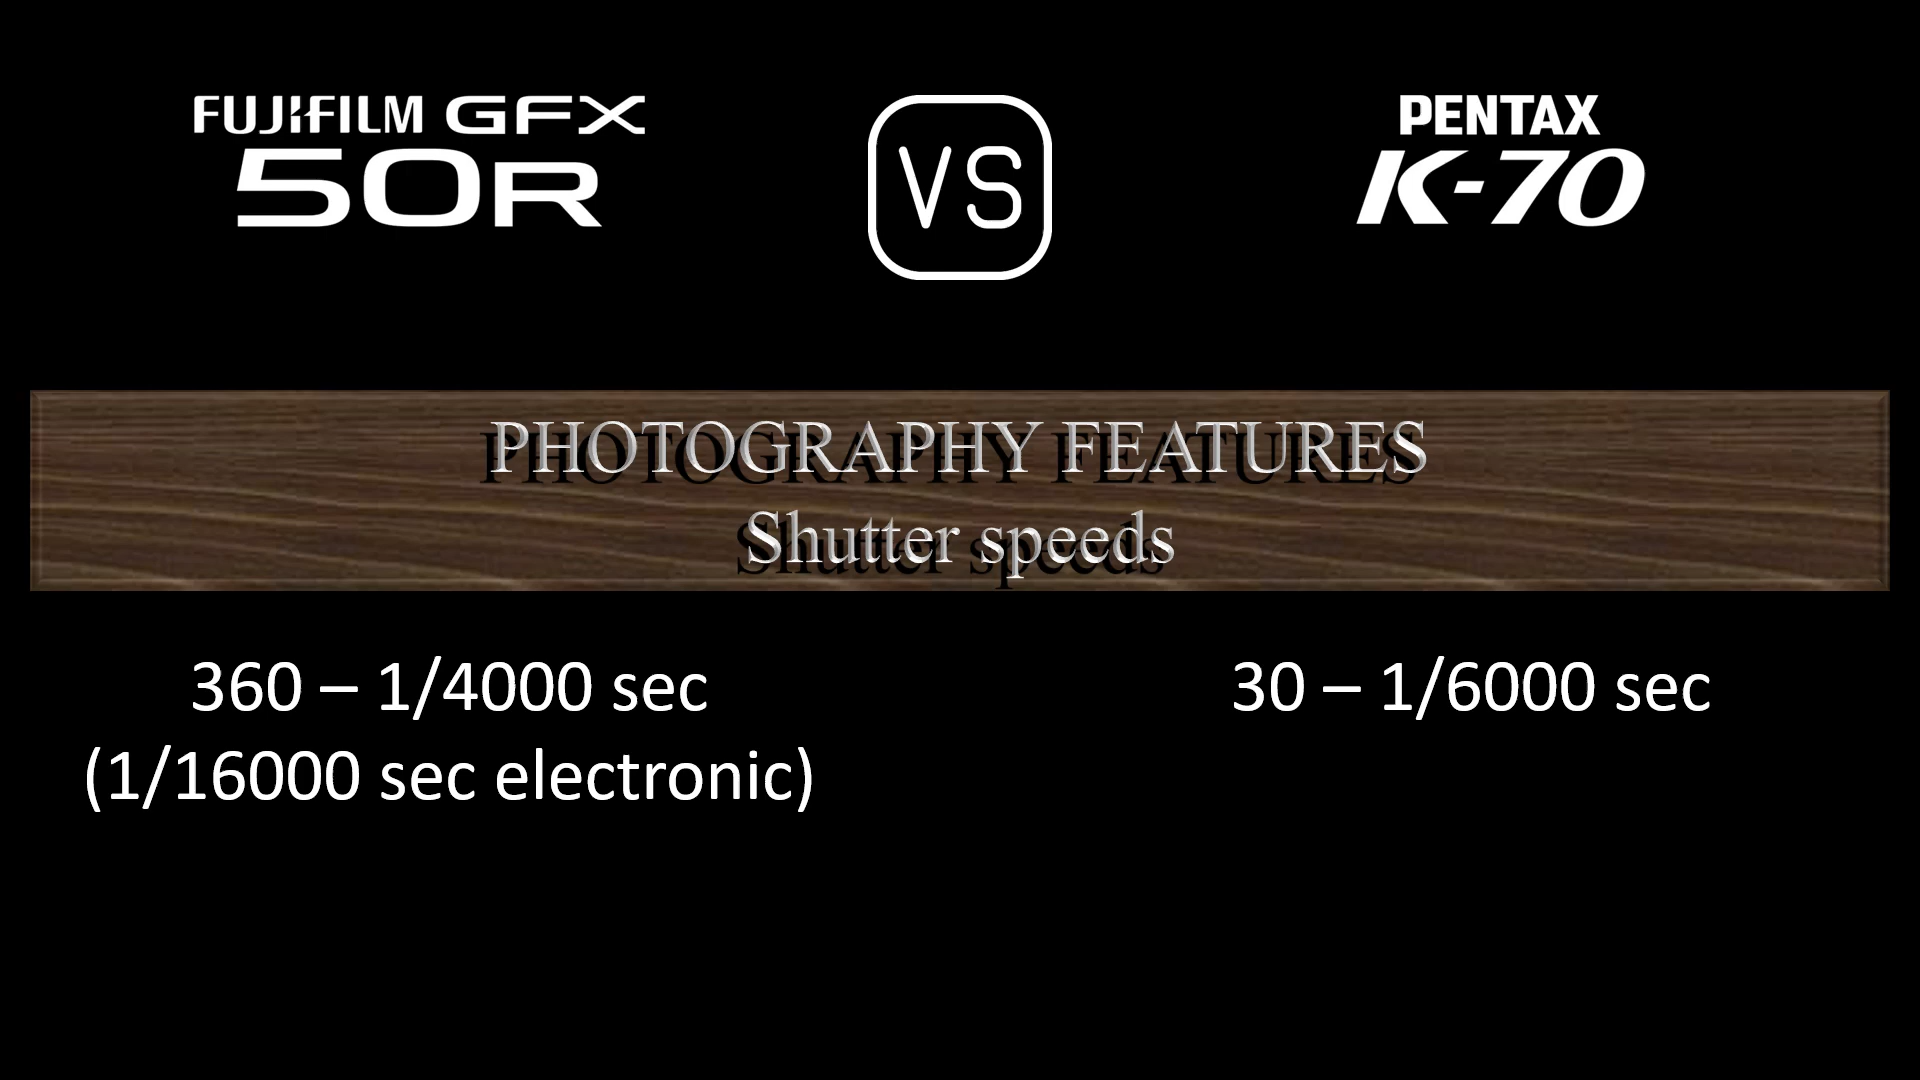 FUJIFILM GFX
50R
VS
PENTAX
K-70
PHOTOGRAPHY FEATURES
Shutter speeds
360 – 1/4000 sec
(1/16000 sec electronic)
30 – 1/6000 sec